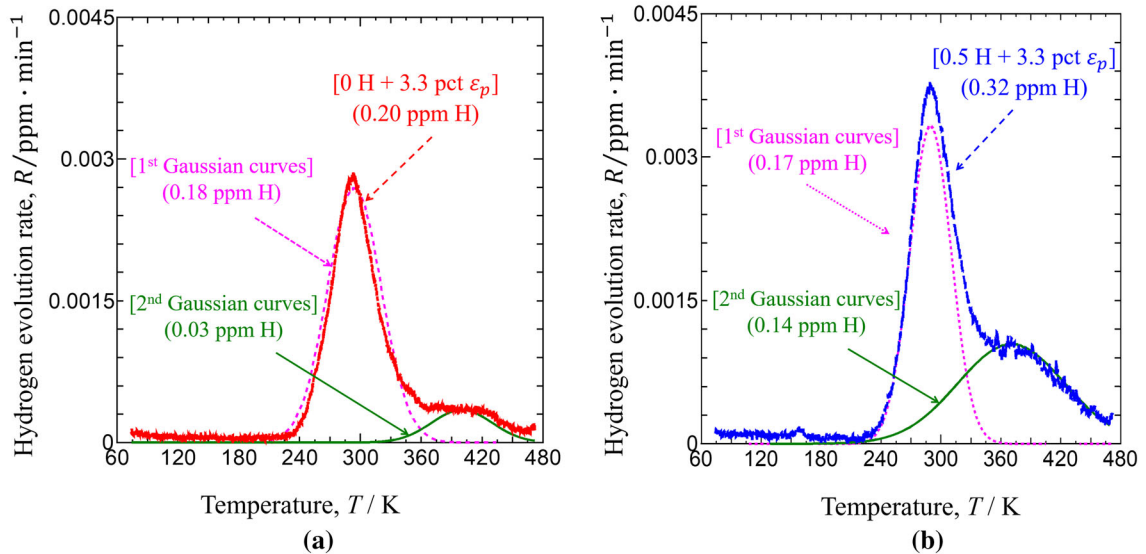 Hydrogen evolution rate, R/ppm · min⁻¹
0.0045
0.003
0.0015
0
[0 H + 3.3 pct εₚ]
(0.20 ppm H)
[1ˢᵗ Gaussian curves]
(0.18 ppm H)
[2ⁿᵈ Gaussian curves]
(0.03 ppm H)
60 120 180 240 300 360 420 480
Temperature, T / K
(a)
Hydrogen evolution rate, R/ppm · min⁻¹
0.0045
0.003
0.0015
0
[0.5 H + 3.3 pct εₚ]
(0.32 ppm H)
[1ˢᵗ Gaussian curves]
(0.17 ppm H)
[2ⁿᵈ Gaussian curves]
(0.14 ppm H)
60 120 180 240 300 360 420 480
Temperature, T / K
(b)